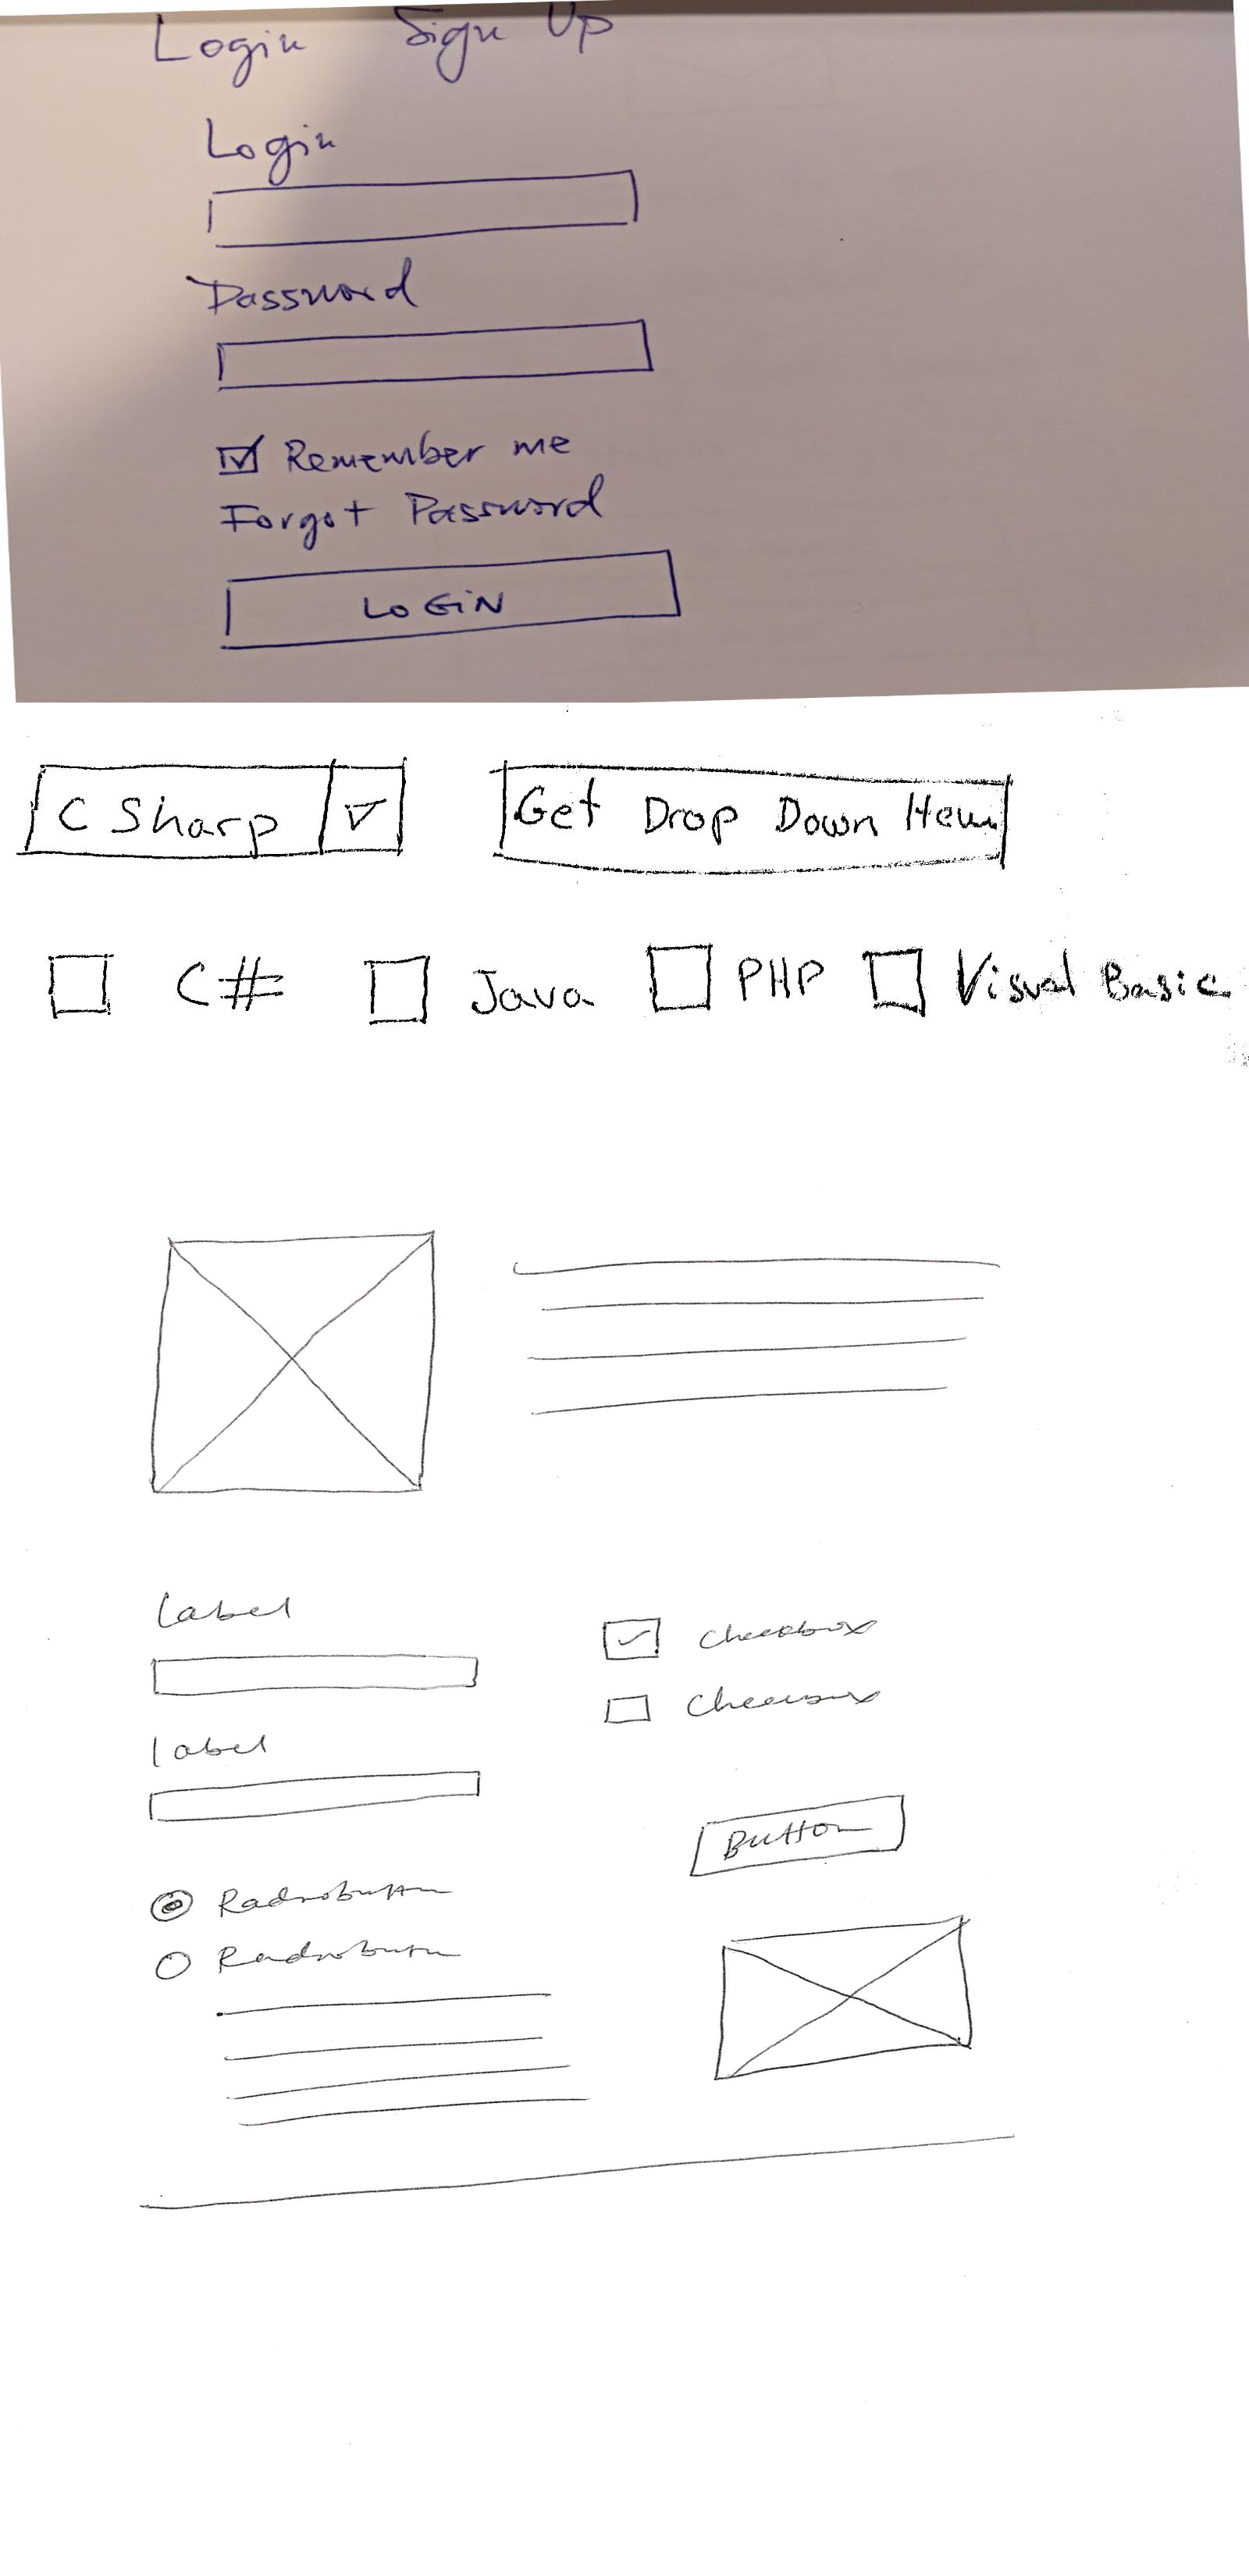 Login Sign Up
Login
Password
Remember me
Forgot Password
LOGIN
C Sharp Get Drop Down Item
C# Java PHP Visual Basic
Label
Checkbox
Checkbox
label
Button
Radiobutton
Radiobutton